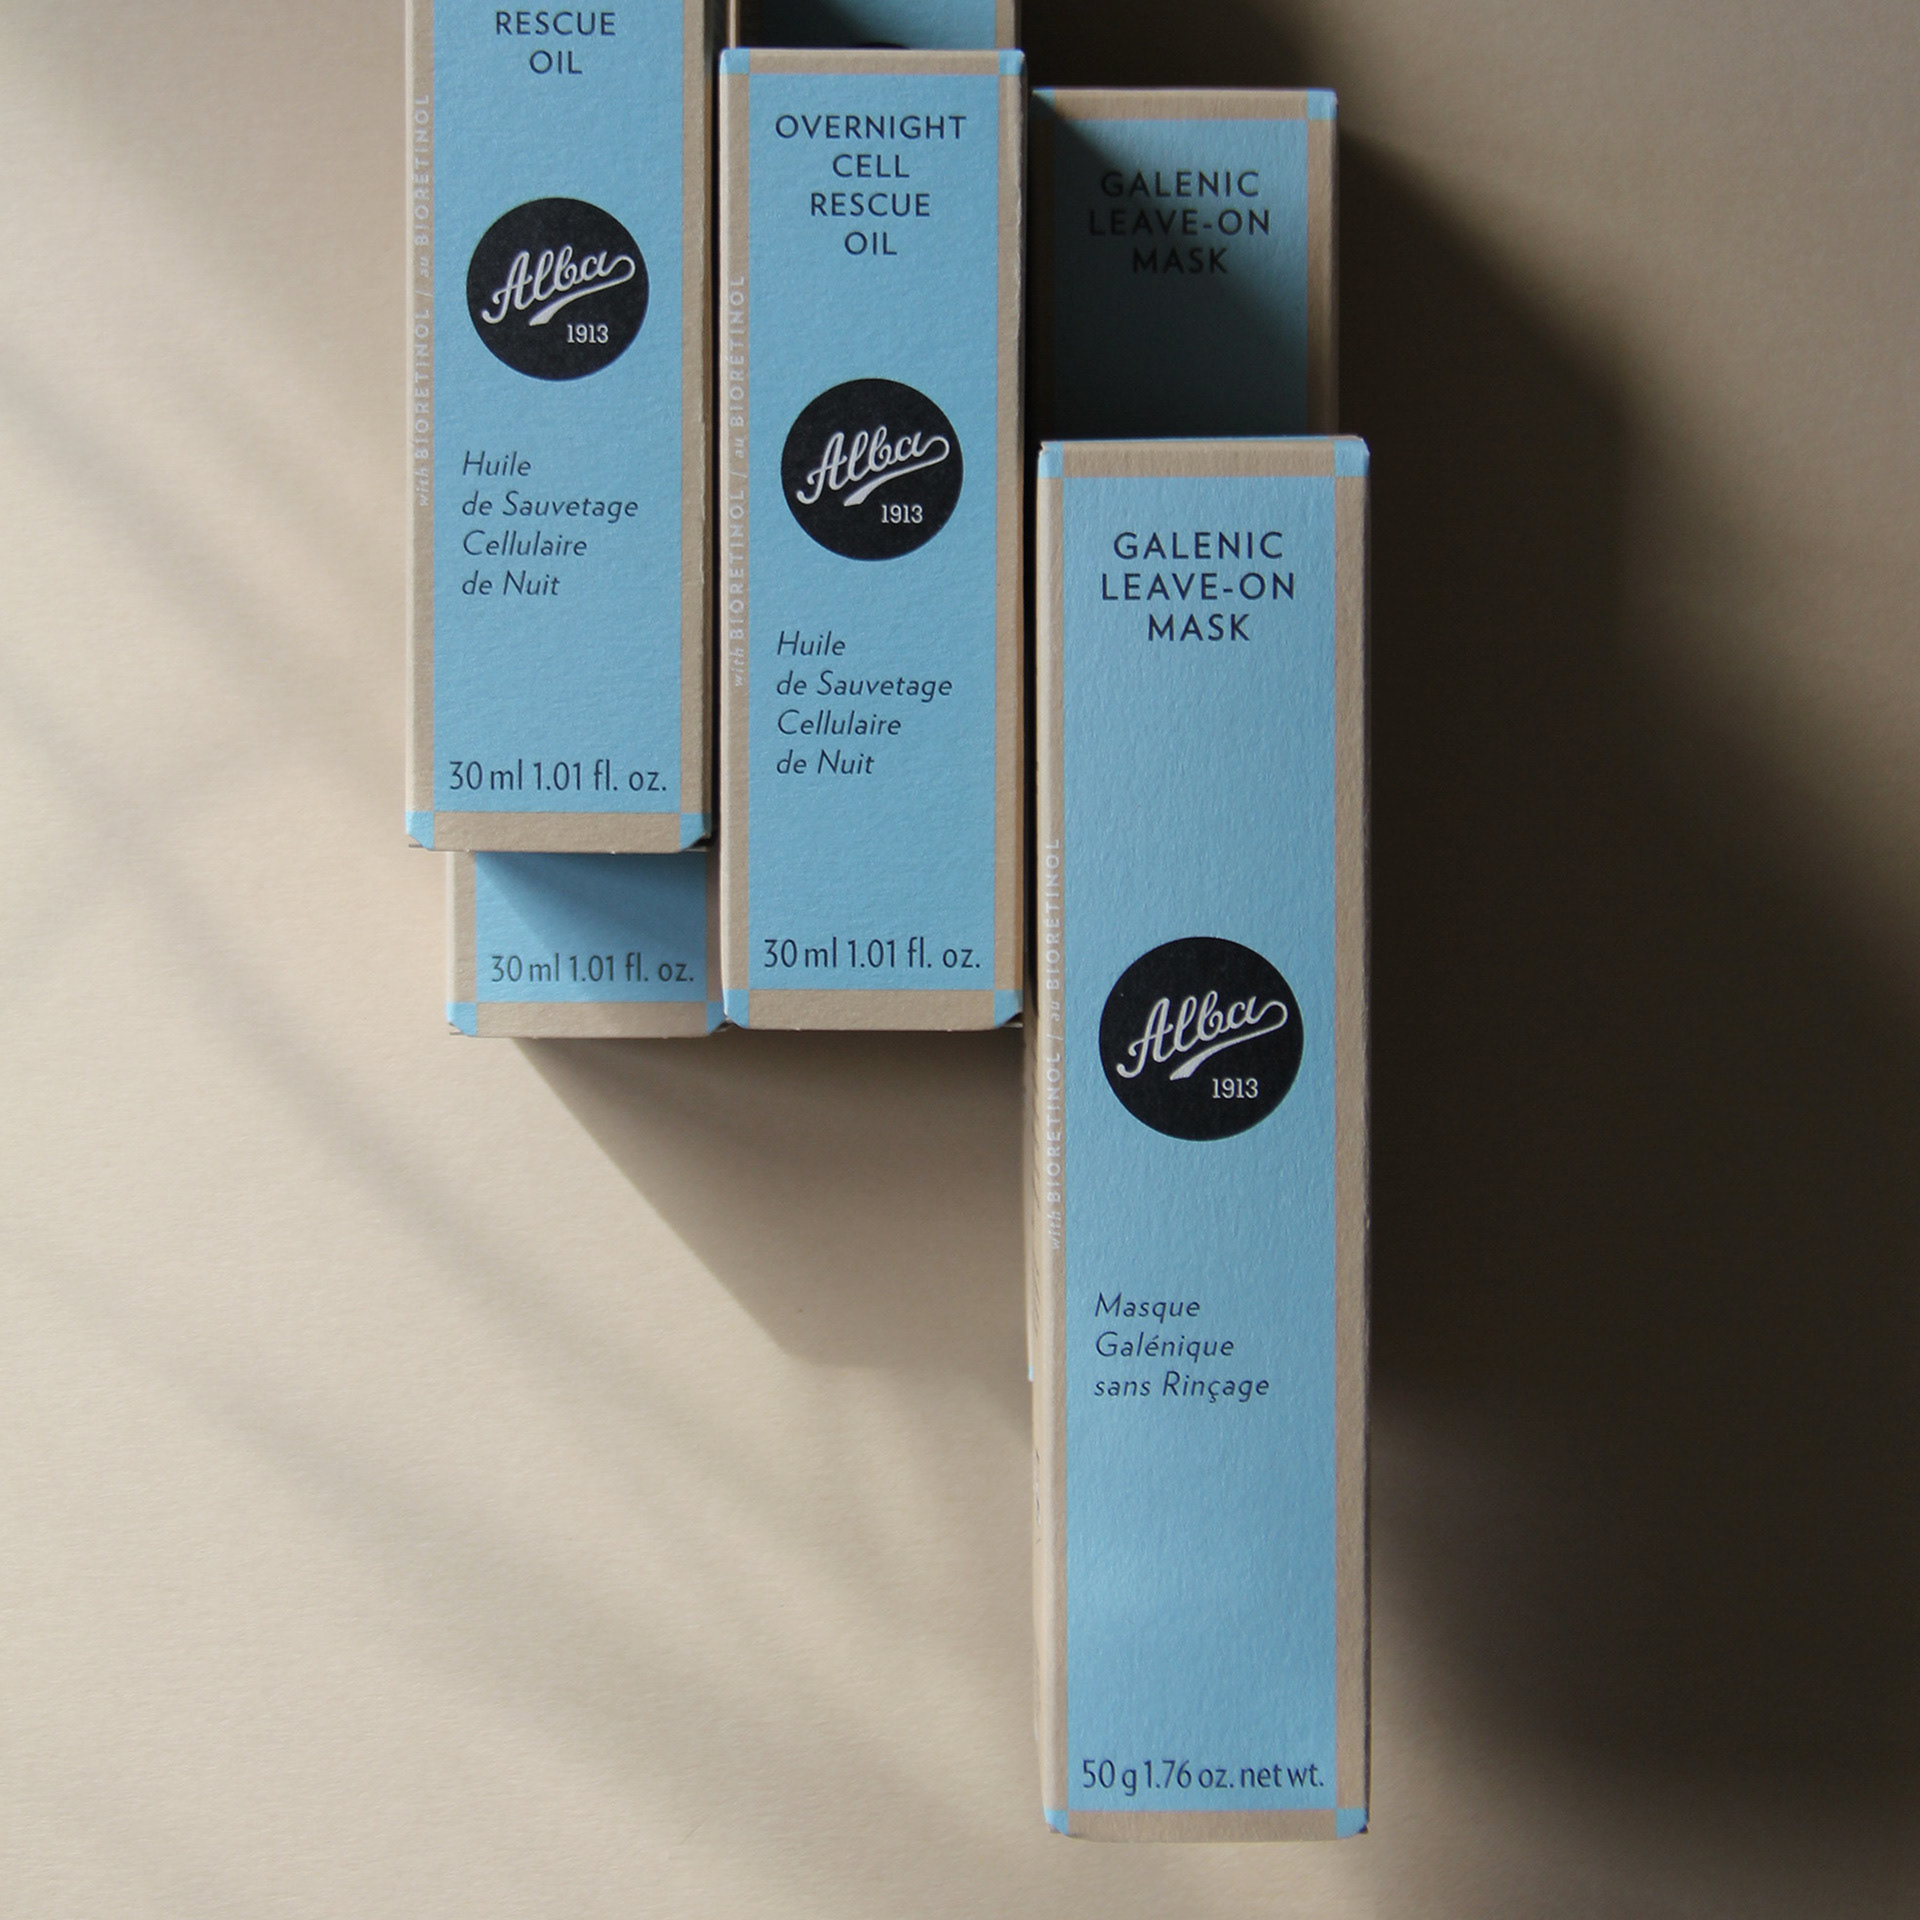 RESCUE
OIL
with BIORETINOL / au BIORÉTINOL
Alba
1913
Huile
de Sauvetage
Cellulaire
de Nuit
30 ml 1.01 fl. oz.
30 ml 1.01 fl. oz.
OVERNIGHT
CELL
RESCUE
OIL
with BIORETINOL / au BIORÉTINOL
Alba
1913
Huile
de Sauvetage
Cellulaire
de Nuit
30 ml 1.01 fl. oz.
GALENIC
LEAVE-ON
MASK
GALENIC
LEAVE-ON
MASK
with BIORETINOL / au BIORÉTINOL
Alba
1913
Masque
Galénique
sans Rinçage
50 g 1.76 oz. net wt.